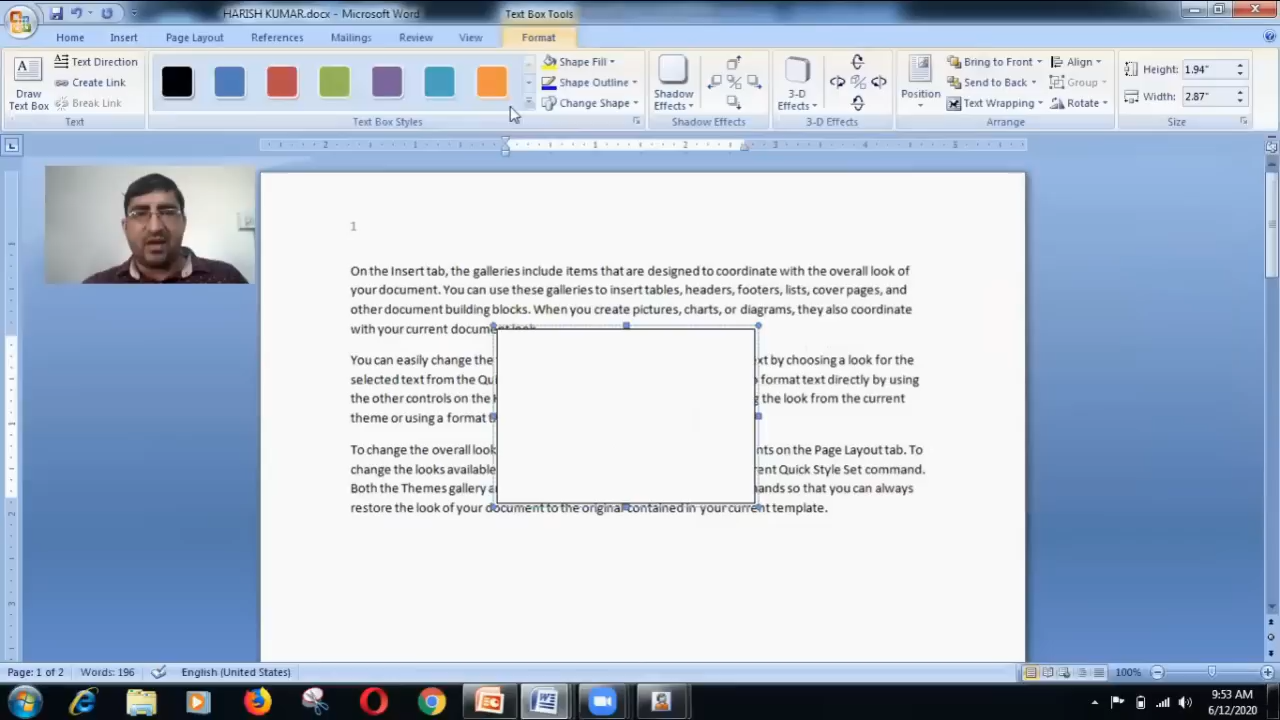 HARISH KUMAR.docx - Microsoft Word
Text Box Tools
Home Insert Page Layout References Mailings Review View Format
Draw Text Box
Text Direction
Create Link
Break Link
Text
Text Box Styles
Shape Fill
Shape Outline
Change Shape
Shadow Effects
Shadow Effects
3-D Effects
3-D Effects
Position
Bring to Front
Send to Back
Text Wrapping
Align
Group
Rotate
Arrange
Height: 1.94"
Width: 2.87"
Size
1
On the Insert tab, the galleries include items that are designed to coordinate with the overall look of
your document. You can use these galleries to insert tables, headers, footers, lists, cover pages, and
other document building blocks. When you create pictures, charts, or diagrams, they also coordinate
with your current document look.
You can easily change the xt by choosing a look for the
selected text from the Qui format text directly by using
the other controls on the g the look from the current
theme or using a format
To change the overall look nts on the Page Layout tab. To
change the looks available rent Quick Style Set command.
Both the Themes gallery a ands so that you can always
restore the look of your document to the original contained in your current template.
Page: 1 of 2 Words: 196 English (United States) 100%
9:53 AM
6/12/2020